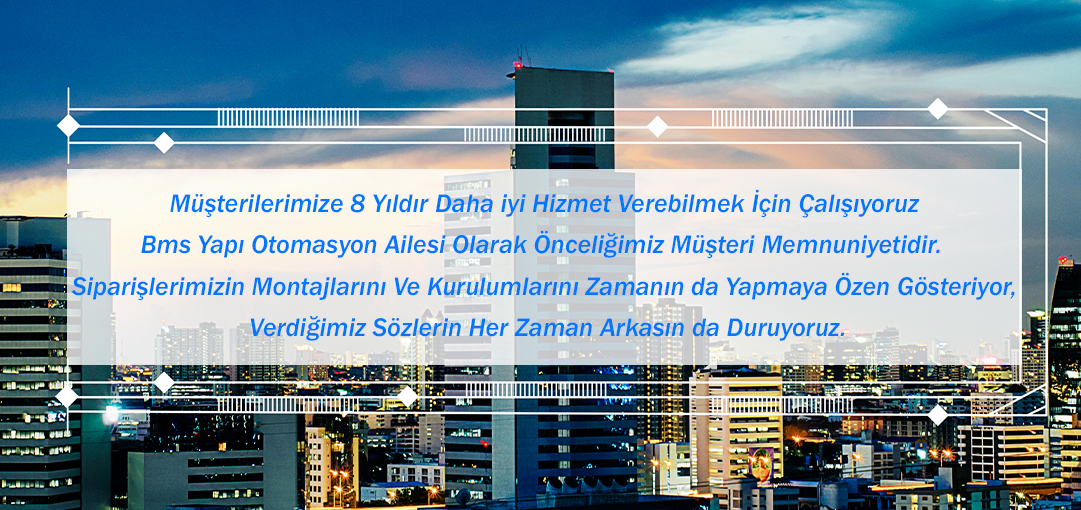 Müşterilerimize 8 Yıldır Daha iyi Hizmet Verebilmek İçin Çalışıyoruz
Bms Yapı Otomasyon Ailesi Olarak Önceliğimiz Müşteri Memnuniyetidir.
Siparişlerimizin Montajlarını Ve Kurulumlarını Zamanın da Yapmaya Özen Gösteriyor,
Verdiğimiz Sözlerin Her Zaman Arkasın da Duruyoruz.